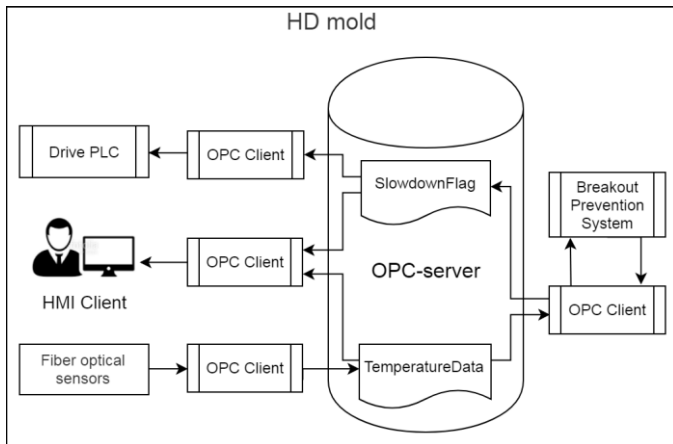 HD mold
Drive PLC
OPC Client
SlowdownFlag
Breakout
Prevention
System
OPC Client
OPC-server
HMI Client
OPC Client
Fiber optical
sensors
OPC Client
TemperatureData